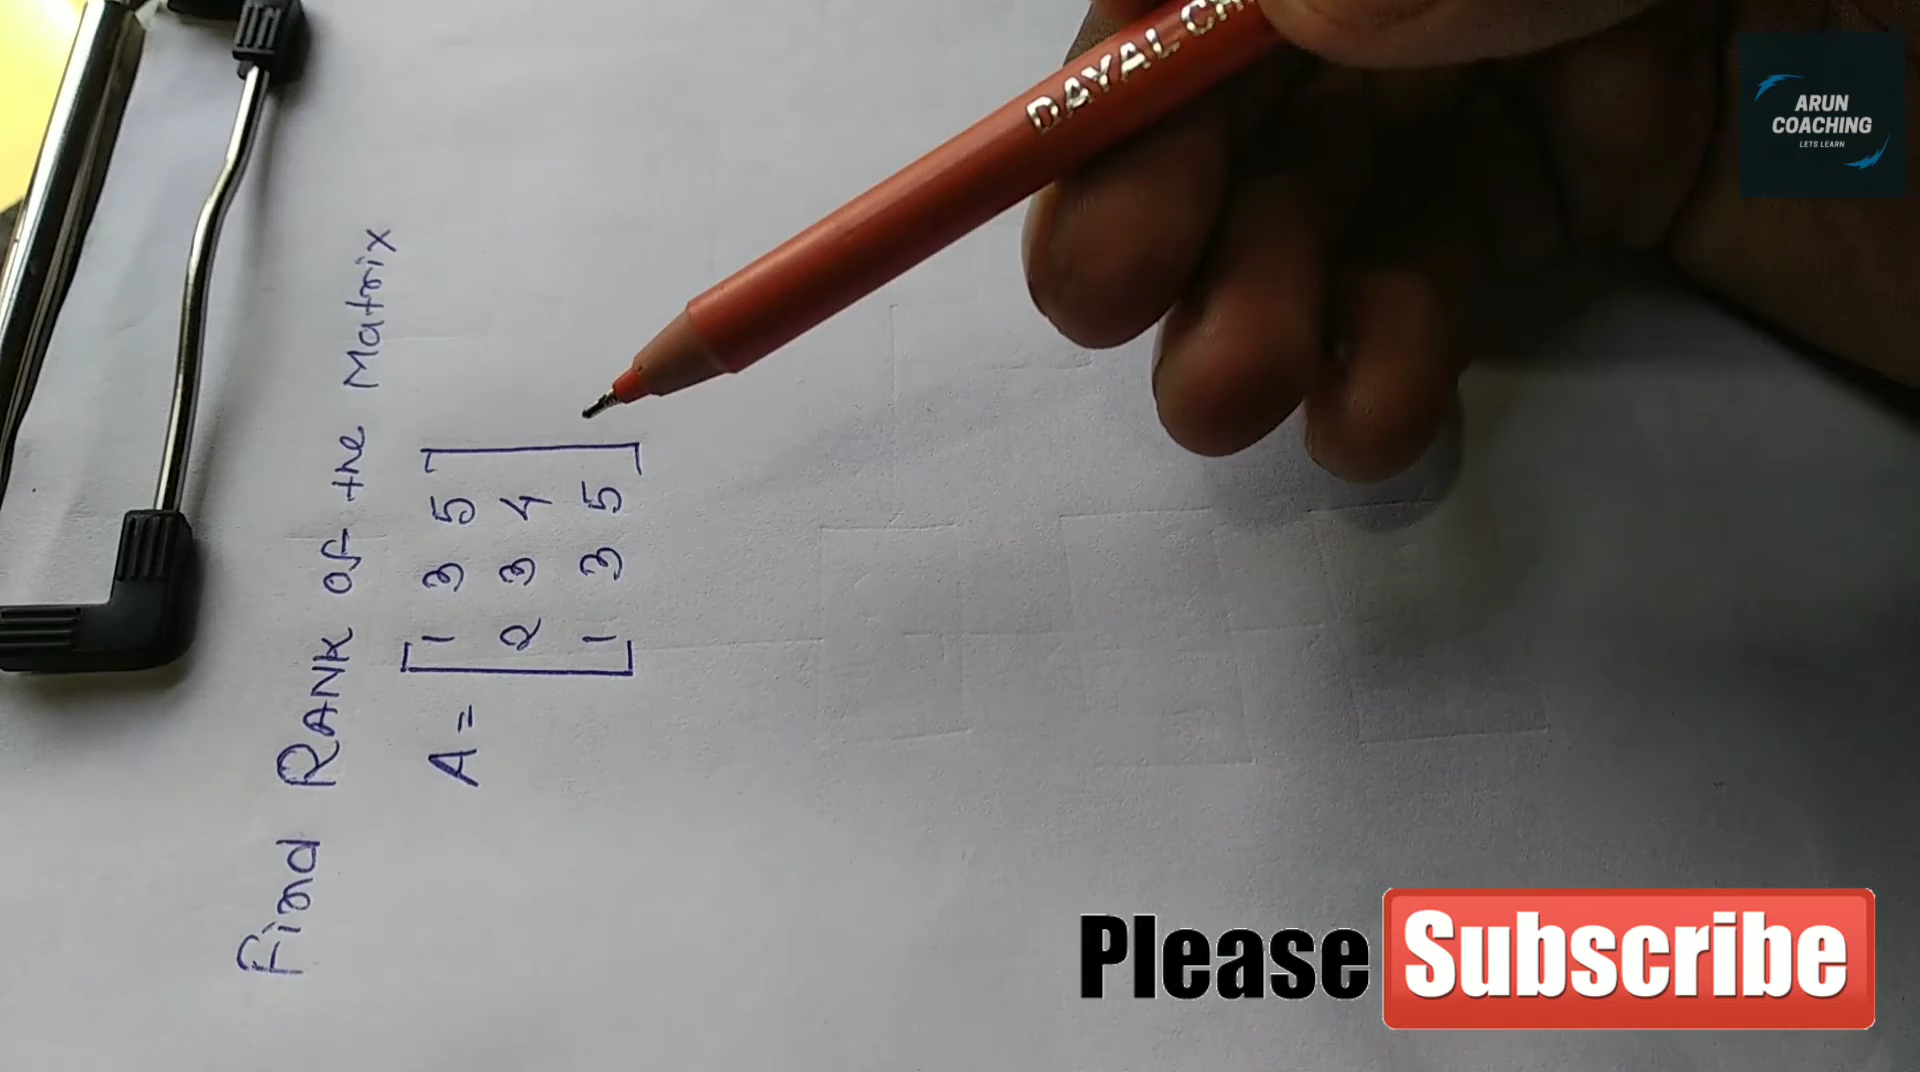 Find RANK of the Matrix
A = [ 1 3 5
2 3 4
1 3 5 ]
DAYAL
ARUN
COACHING
LETS LEARN
Please Subscribe